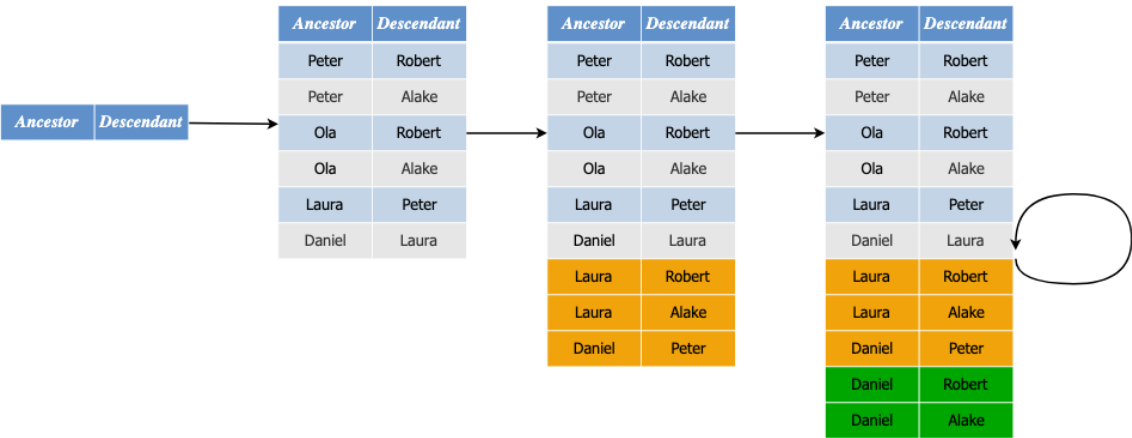 Ancestor Descendant
Ancestor Descendant
Peter Robert
Peter Alake
Ola Robert
Ola Alake
Laura Peter
Daniel Laura
Ancestor Descendant
Peter Robert
Peter Alake
Ola Robert
Ola Alake
Laura Peter
Daniel Laura
Laura Robert
Laura Alake
Daniel Peter
Ancestor Descendant
Peter Robert
Peter Alake
Ola Robert
Ola Alake
Laura Peter
Daniel Laura
Laura Robert
Laura Alake
Daniel Peter
Daniel Robert
Daniel Alake